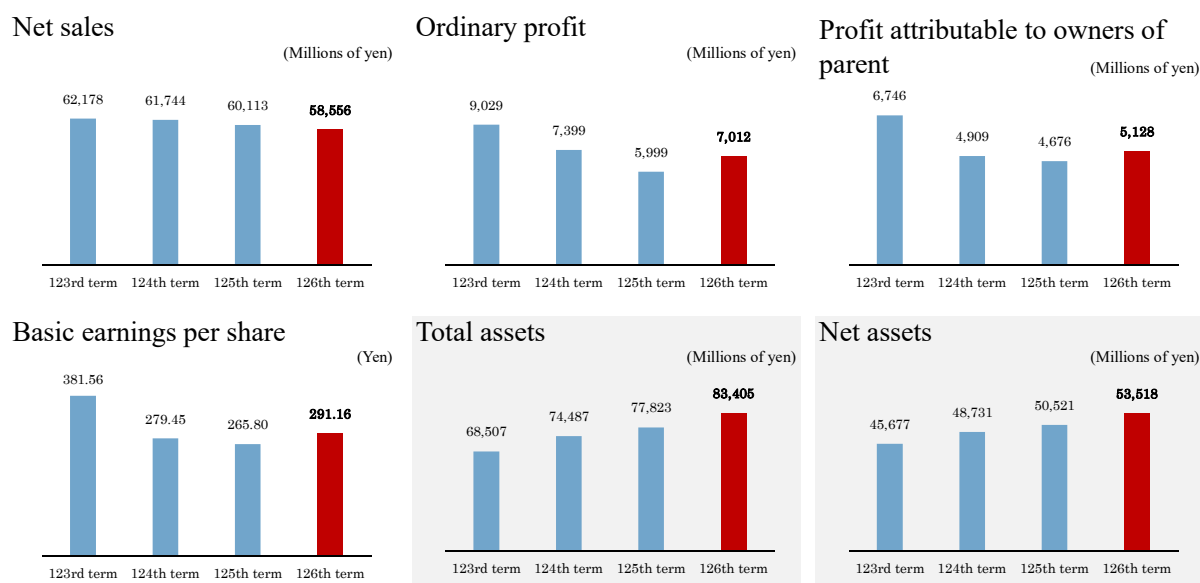 Net sales
(Millions of yen)
62,178
61,744
60,113
58,556
123rd term
124th term
125th term
126th term
Ordinary profit
(Millions of yen)
9,029
7,399
5,999
7,012
123rd term
124th term
125th term
126th term
Profit attributable to owners of
parent
(Millions of yen)
6,746
4,909
4,676
5,128
123rd term
124th term
125th term
126th term
Basic earnings per share
(Yen)
381.56
279.45
265.80
291.16
123rd term
124th term
125th term
126th term
Total assets
(Millions of yen)
68,507
74,487
77,823
83,405
123rd term
124th term
125th term
126th term
Net assets
(Millions of yen)
45,677
48,731
50,521
53,518
123rd term
124th term
125th term
126th term